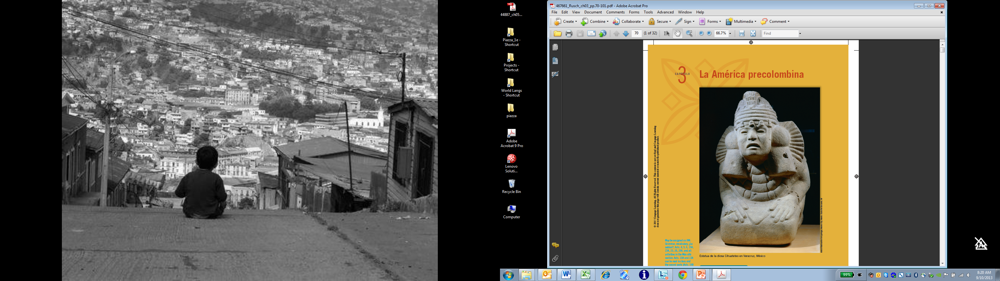 44887_ch05...
Piazza_1e -
Shortcut
Projects -
Shortcut
World Langs
- Shortcut
piazza
Adobe
Acrobat 9 Pro
Lenovo
Soluti...
Recycle Bin
Computer
467661_Rusch_ch03_pp.70-101.pdf - Adobe Acrobat Pro
File Edit View Document Comments Forms Tools Advanced Window Help
Create Combine Collaborate Secure Sign Forms Multimedia Comment
70 (1 of 32) 66.7% Find
CAPÍTULO
3
La América precolombina
© 2015 Cengage Learning. All Rights Reserved. This content is not yet final and Cengage Learning
does not guarantee this page will contain current material or match the published product.
May be assigned as HW:
Grammar, vocabulary, ¿Lo
sabías?, Acts. 4, 5, 6, 19A,
23A, 25, 26, 29A, and all
activities in the Más allá
section. Acts. 10A and 13A
can be read in class and
the second parts (Acts. 10B
Estatua de la diosa Cihuateteo en Veracruz, México
99%
8:20 AM
9/10/2013